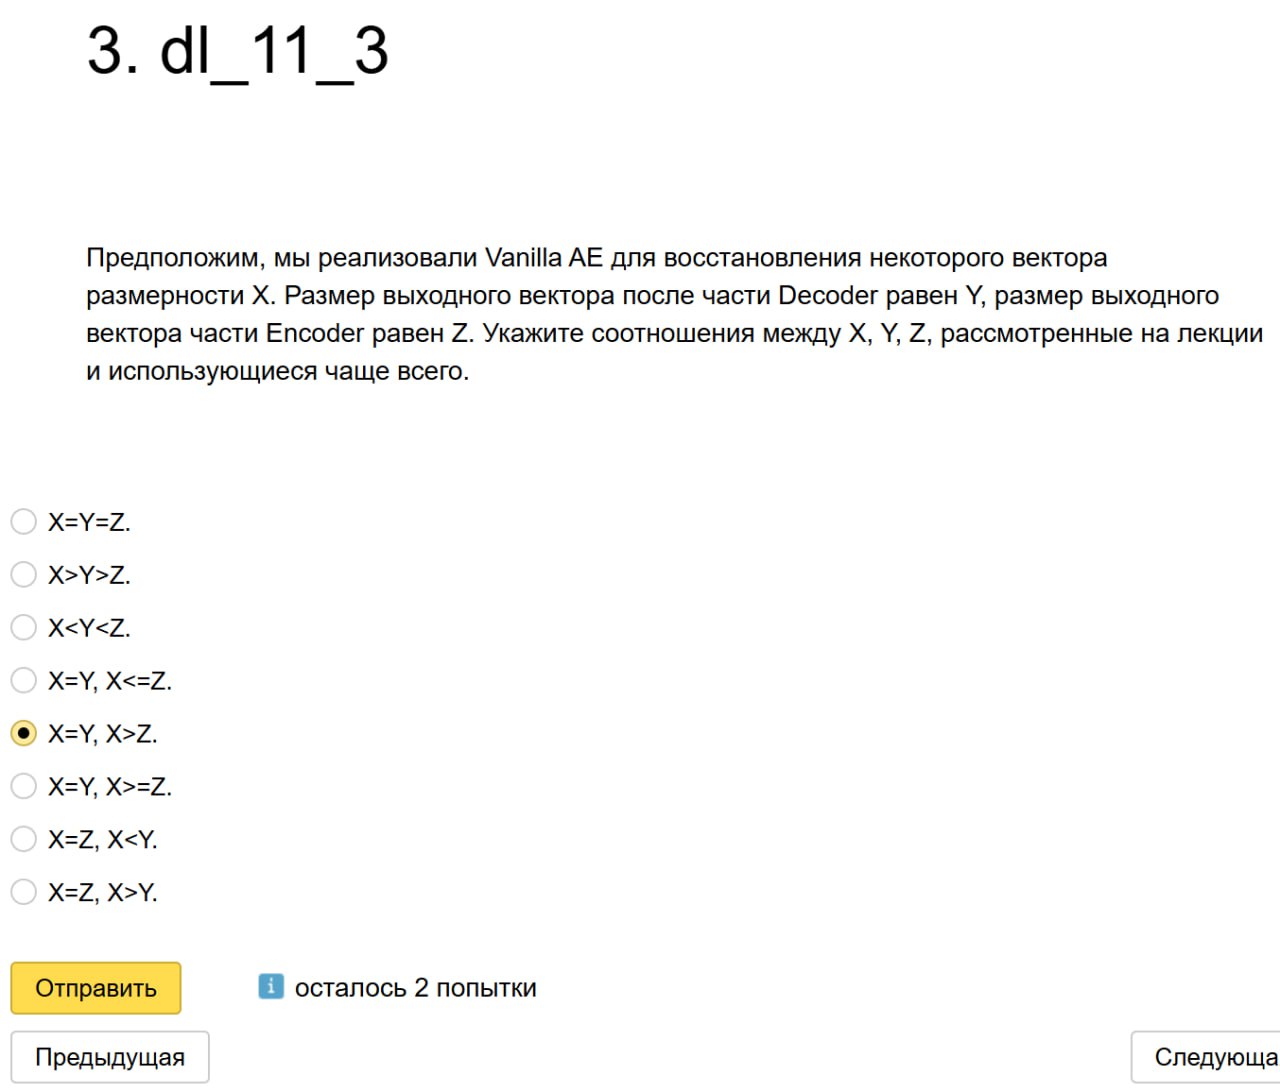 3. dl_11_3
Предположим, мы реализовали Vanilla AE для восстановления некоторого вектора
размерности X. Размер выходного вектора после части Decoder равен Y, размер выходного
вектора части Encoder равен Z. Укажите соотношения между X, Y, Z, рассмотренные на лекции
и использующиеся чаще всего.
X=Y=Z.
X>Y>Z.
X<Y<Z.
X=Y, X<=Z.
X=Y, X>Z.
X=Y, X>=Z.
X=Z, X<Y.
X=Z, X>Y.
Отправить
i осталось 2 попытки
Предыдущая
Следующа